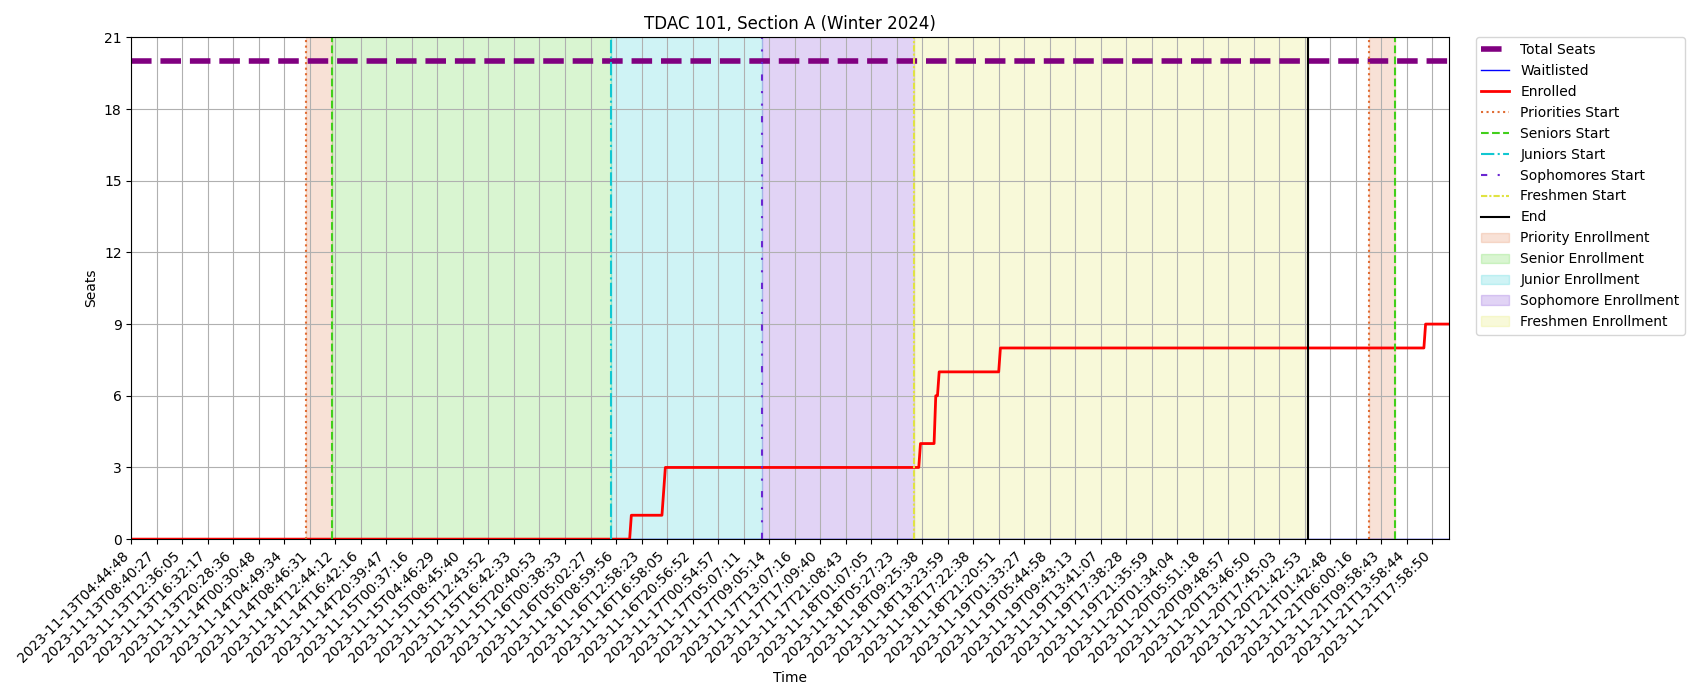 TDAC 101, Section A (Winter 2024)
21
18
15
12
9
6
3
0
Seats
2023-11-13T04:44:48
2023-11-13T08:40:27
2023-11-13T12:36:05
2023-11-13T16:32:17
2023-11-13T20:28:36
2023-11-14T00:30:48
2023-11-14T04:49:34
2023-11-14T08:46:31
2023-11-14T12:44:12
2023-11-14T16:42:16
2023-11-14T20:39:47
2023-11-15T00:37:16
2023-11-15T04:46:29
2023-11-15T08:45:40
2023-11-15T12:43:52
2023-11-15T16:42:33
2023-11-15T20:40:53
2023-11-16T00:38:33
2023-11-16T05:02:27
2023-11-16T08:59:56
2023-11-16T12:58:23
2023-11-16T16:58:05
2023-11-16T20:56:52
2023-11-17T00:54:57
2023-11-17T05:07:11
2023-11-17T09:05:14
2023-11-17T13:07:16
2023-11-17T17:09:40
2023-11-17T21:08:43
2023-11-18T01:07:05
2023-11-18T05:27:23
2023-11-18T09:25:38
2023-11-18T13:23:59
2023-11-18T17:22:38
2023-11-18T21:20:51
2023-11-19T01:33:27
2023-11-19T05:44:58
2023-11-19T09:43:13
2023-11-19T13:41:07
2023-11-19T17:38:28
2023-11-19T21:35:59
2023-11-20T01:34:04
2023-11-20T05:51:18
2023-11-20T09:48:57
2023-11-20T13:46:50
2023-11-20T17:45:03
2023-11-20T21:42:53
2023-11-21T01:42:48
2023-11-21T06:00:16
2023-11-21T09:58:43
2023-11-21T13:58:44
2023-11-21T17:58:50
Time
Total Seats
Waitlisted
Enrolled
Priorities Start
Seniors Start
Juniors Start
Sophomores Start
Freshmen Start
End
Priority Enrollment
Senior Enrollment
Junior Enrollment
Sophomore Enrollment
Freshmen Enrollment